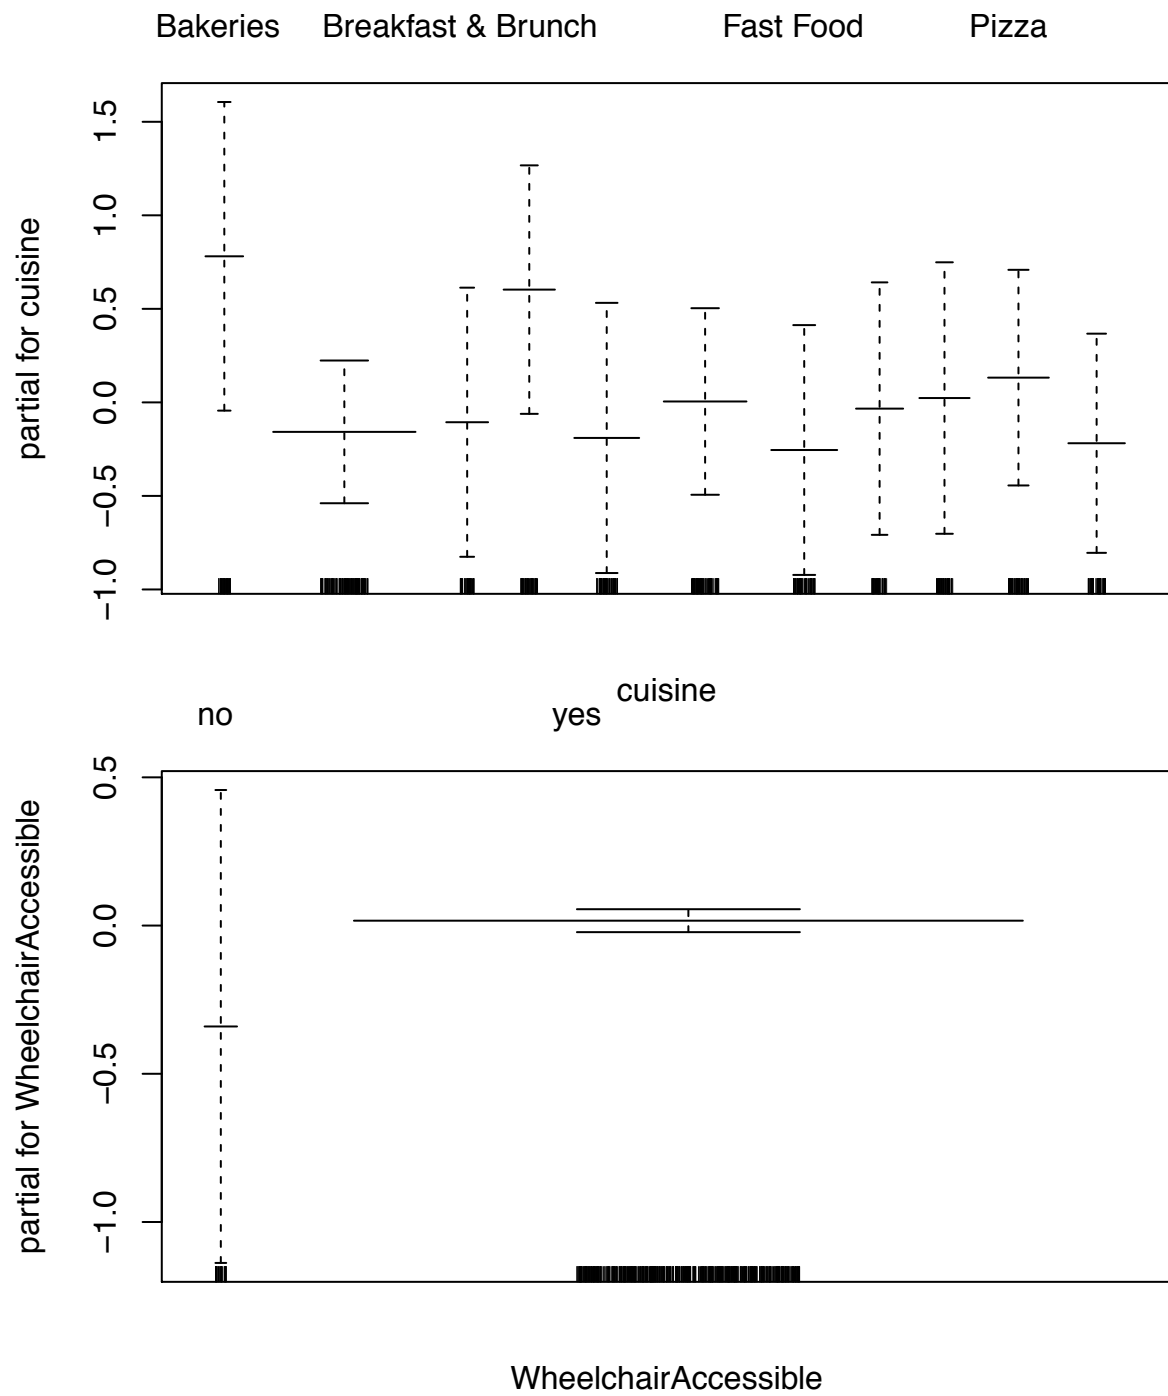 Bakeries Breakfast & Brunch Fast Food Pizza
partial for cuisine
1.5
1.0
0.5
0.0
−0.5
−1.0
cuisine
no yes
partial for WheelchairAccessible
0.5
0.0
−0.5
−1.0
WheelchairAccessible